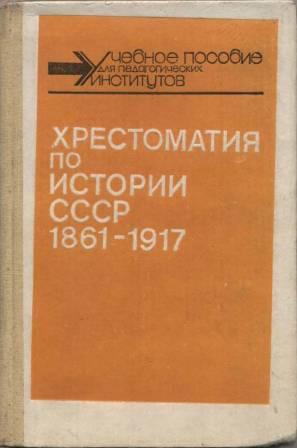 Учебное пособие
для педагогических
институтов
ХРЕСТОМАТИЯ
ПО
ИСТОРИИ
СССР
1861-1917